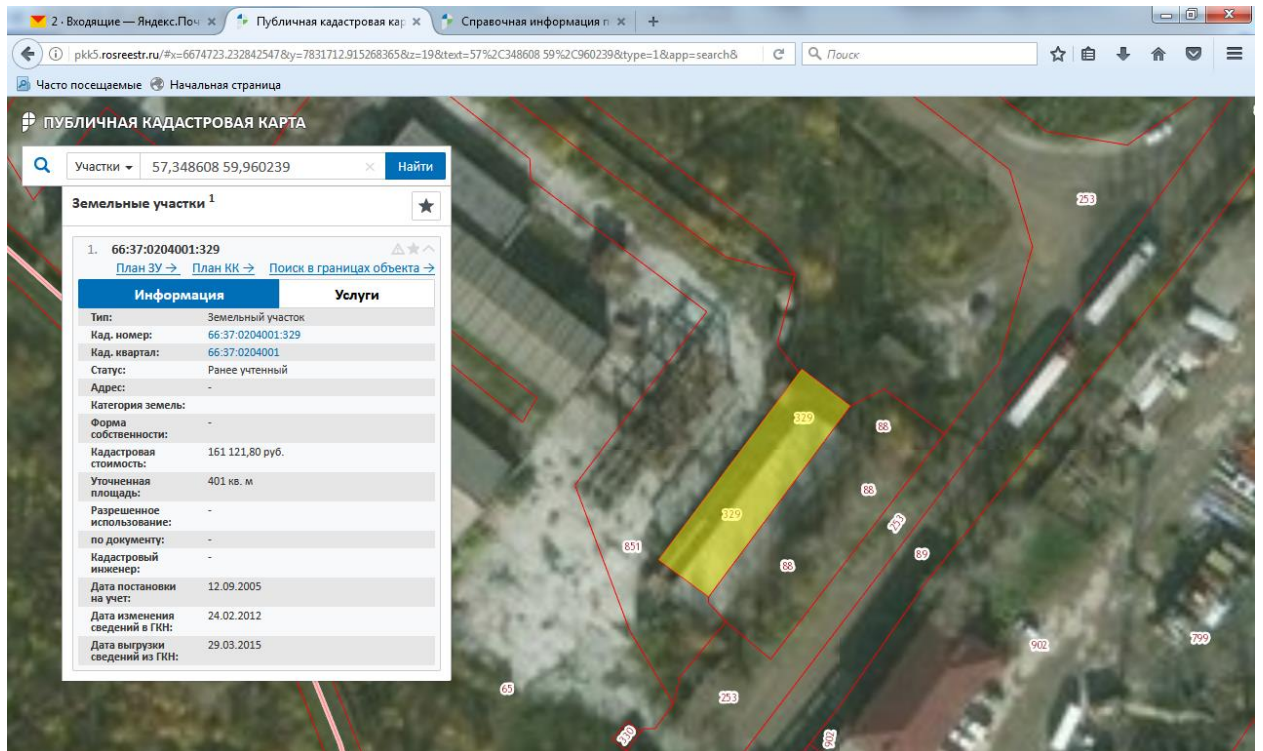 2 · Входящие — Яндекс.Поч
Публичная кадастровая кар
Справочная информация п
pkk5.rosreestr.ru/#x=6674723.232842547&y=7831712.915268365&z=19&text=57%2C348608 59%2C960239&type=1&app=search&
Поиск
Часто посещаемые
Начальная страница
ПУБЛИЧНАЯ КАДАСТРОВАЯ КАРТА
Участки
57,348608 59,960239
Найти
Земельные участки 1
1. 66:37:0204001:329
План ЗУ → План КК → Поиск в границах объекта →
Информация Услуги
Тип: Земельный участок
Кад. номер: 66:37:0204001:329
Кад. квартал: 66:37:0204001
Статус: Ранее учтенный
Адрес: -
Категория земель:
Форма -
собственности:
Кадастровая 161 121,80 руб.
стоимость:
Уточненная 401 кв. м
площадь:
Разрешенное -
использование:
по документу: -
Кадастровый -
инженер:
Дата постановки 12.09.2005
на учет:
Дата изменения 24.02.2012
сведений в ГКН:
Дата выгрузки 29.03.2015
сведений из ГКН:
253
329
88
88
329
253
851
89
88
799
902
65
253
330
902